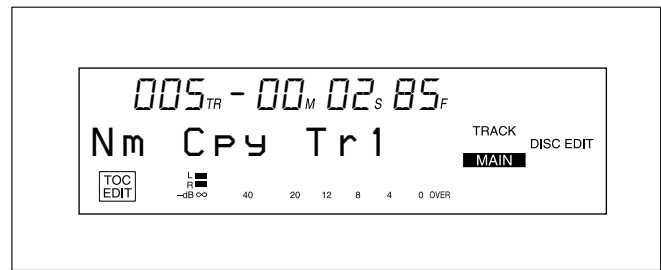 005TR - 00M 02S 85F
Nm Cpy Tr1
TRACK
MAIN
DISC EDIT
TOC
EDIT
L
R
-dB ∞ 40 20 12 8 4 0 OVER